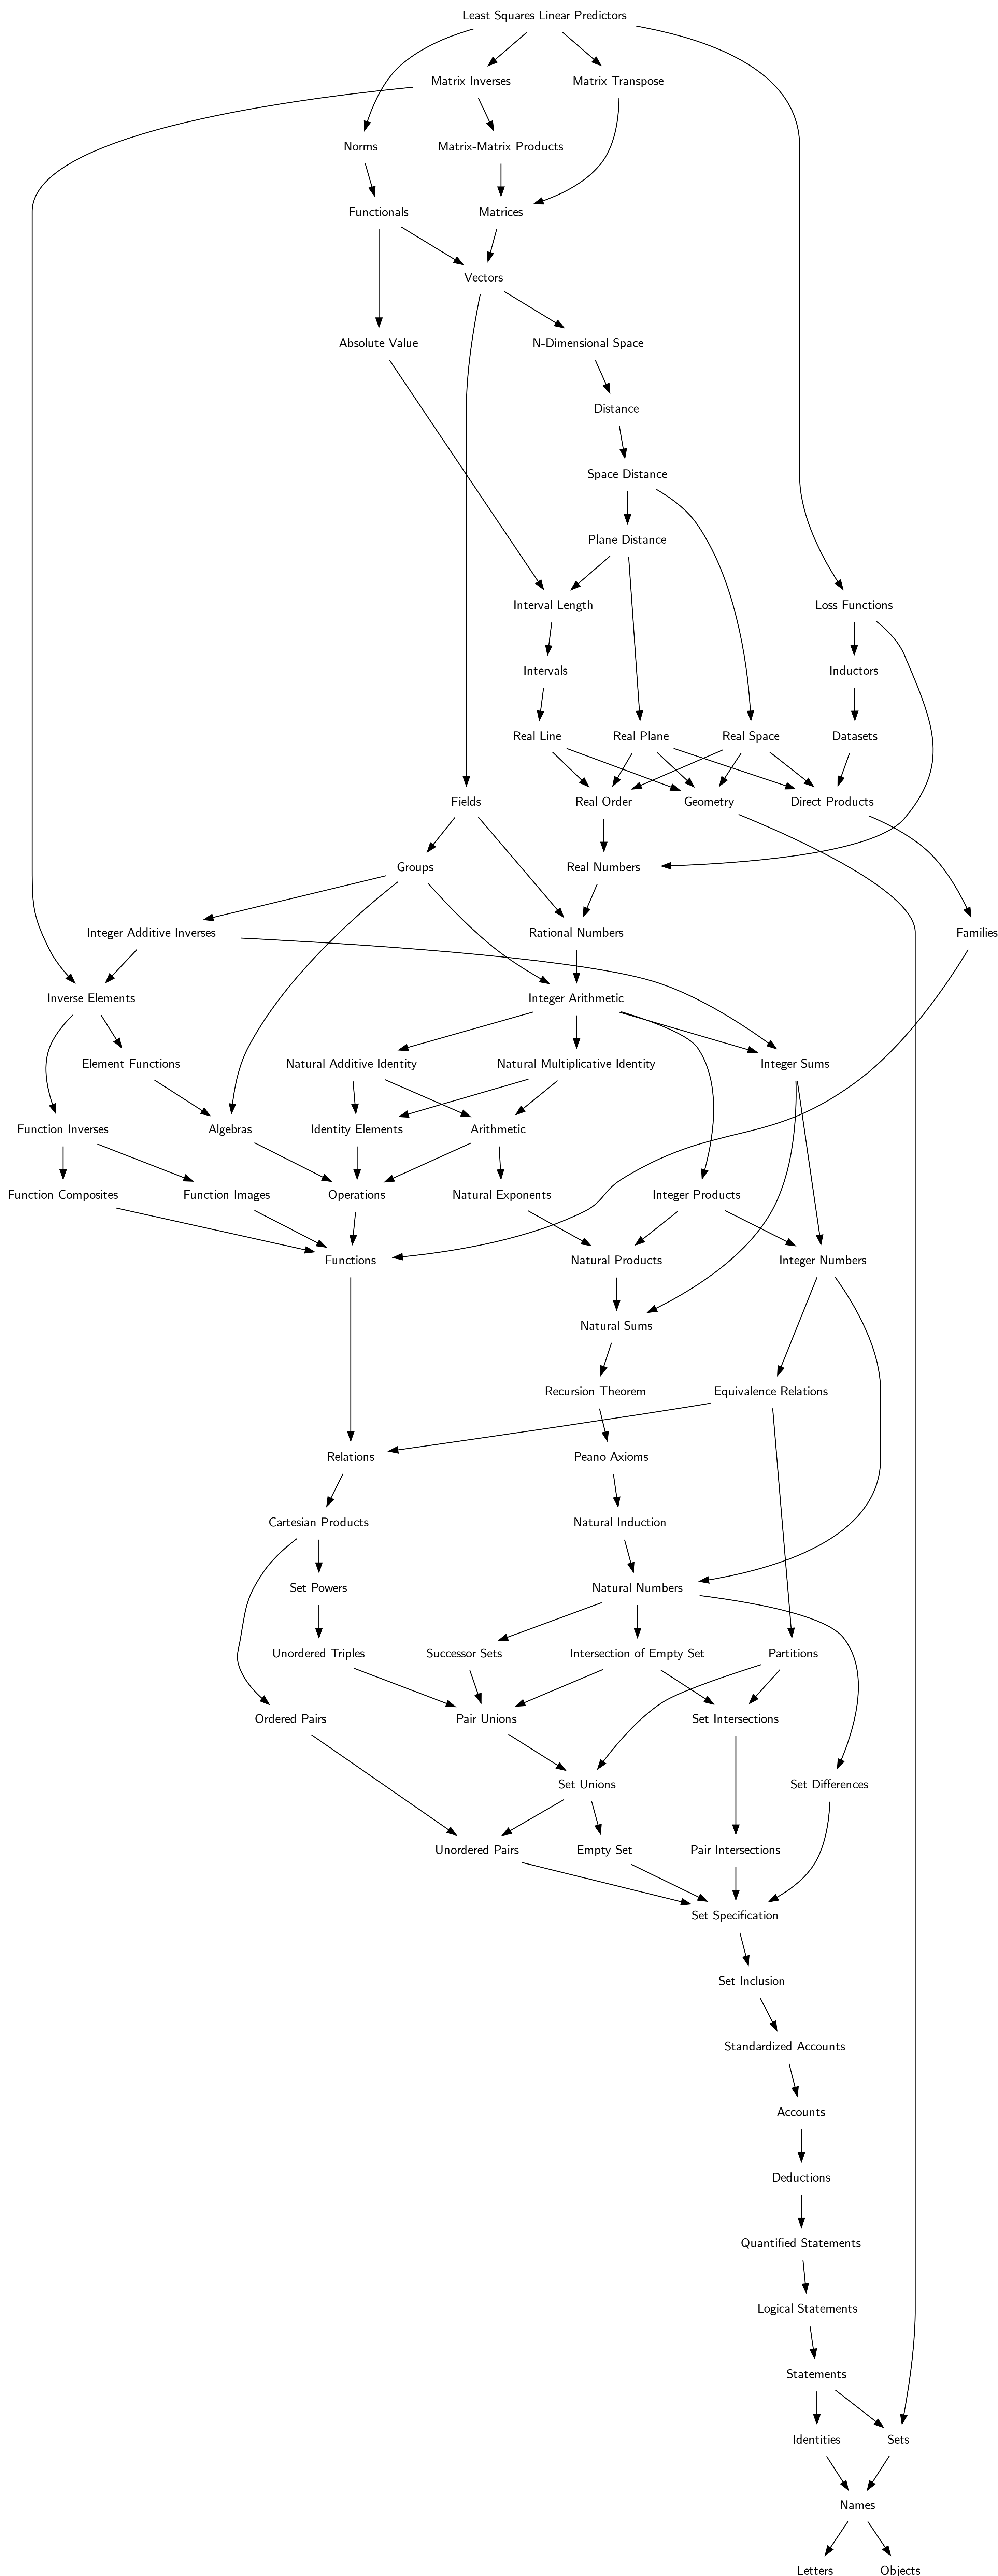 Least Squares Linear Predictors
Matrix Inverses
Matrix Transpose
Norms
Matrix-Matrix Products
Functionals
Matrices
Vectors
Absolute Value
N-Dimensional Space
Distance
Space Distance
Plane Distance
Interval Length
Loss Functions
Intervals
Inductors
Real Line
Real Plane
Real Space
Datasets
Fields
Real Order
Geometry
Direct Products
Groups
Real Numbers
Integer Additive Inverses
Rational Numbers
Families
Inverse Elements
Integer Arithmetic
Element Functions
Natural Additive Identity
Natural Multiplicative Identity
Integer Sums
Function Inverses
Algebras
Identity Elements
Arithmetic
Function Composites
Function Images
Operations
Natural Exponents
Integer Products
Functions
Natural Products
Integer Numbers
Natural Sums
Recursion Theorem
Equivalence Relations
Relations
Peano Axioms
Cartesian Products
Natural Induction
Set Powers
Natural Numbers
Unordered Triples
Successor Sets
Intersection of Empty Set
Partitions
Ordered Pairs
Pair Unions
Set Intersections
Set Unions
Set Differences
Unordered Pairs
Empty Set
Pair Intersections
Set Specification
Set Inclusion
Standardized Accounts
Accounts
Deductions
Quantified Statements
Logical Statements
Statements
Identities
Sets
Names
Letters
Objects